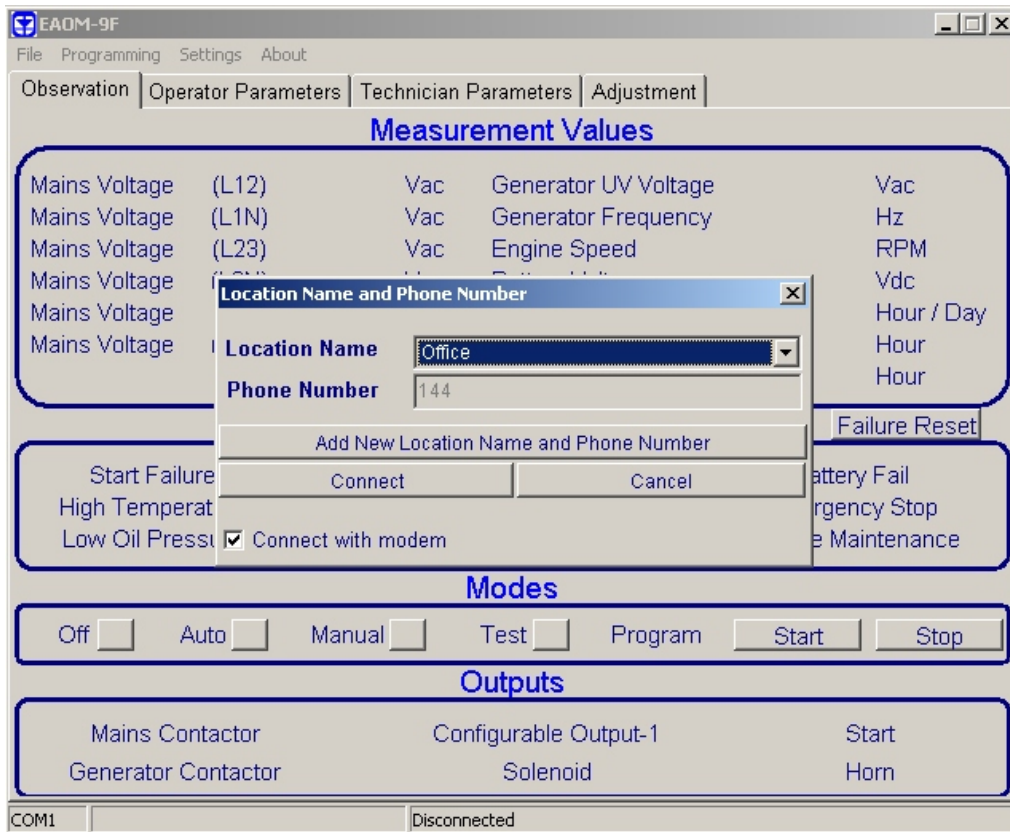 EAOM-9F
File Programming Settings About
Observation Operator Parameters Technician Parameters Adjustment
Measurement Values
Mains Voltage (L12) Vac Generator UV Voltage Vac
Mains Voltage (L1N) Vac Generator Frequency Hz
Mains Voltage (L23) Vac Engine Speed RPM
Mains Voltage Vdc
Mains Voltage Hour / Day
Mains Voltage Hour
Hour
Location Name and Phone Number
Location Name Office
Phone Number 144
Add New Location Name and Phone Number
Connect Cancel
Connect with modem
Failure Reset
Start Failure attery Fail
High Temperat rgency Stop
Low Oil Pressu e Maintenance
Modes
Off Auto Manual Test Program Start Stop
Outputs
Mains Contactor Configurable Output-1 Start
Generator Contactor Solenoid Horn
COM1 Disconnected